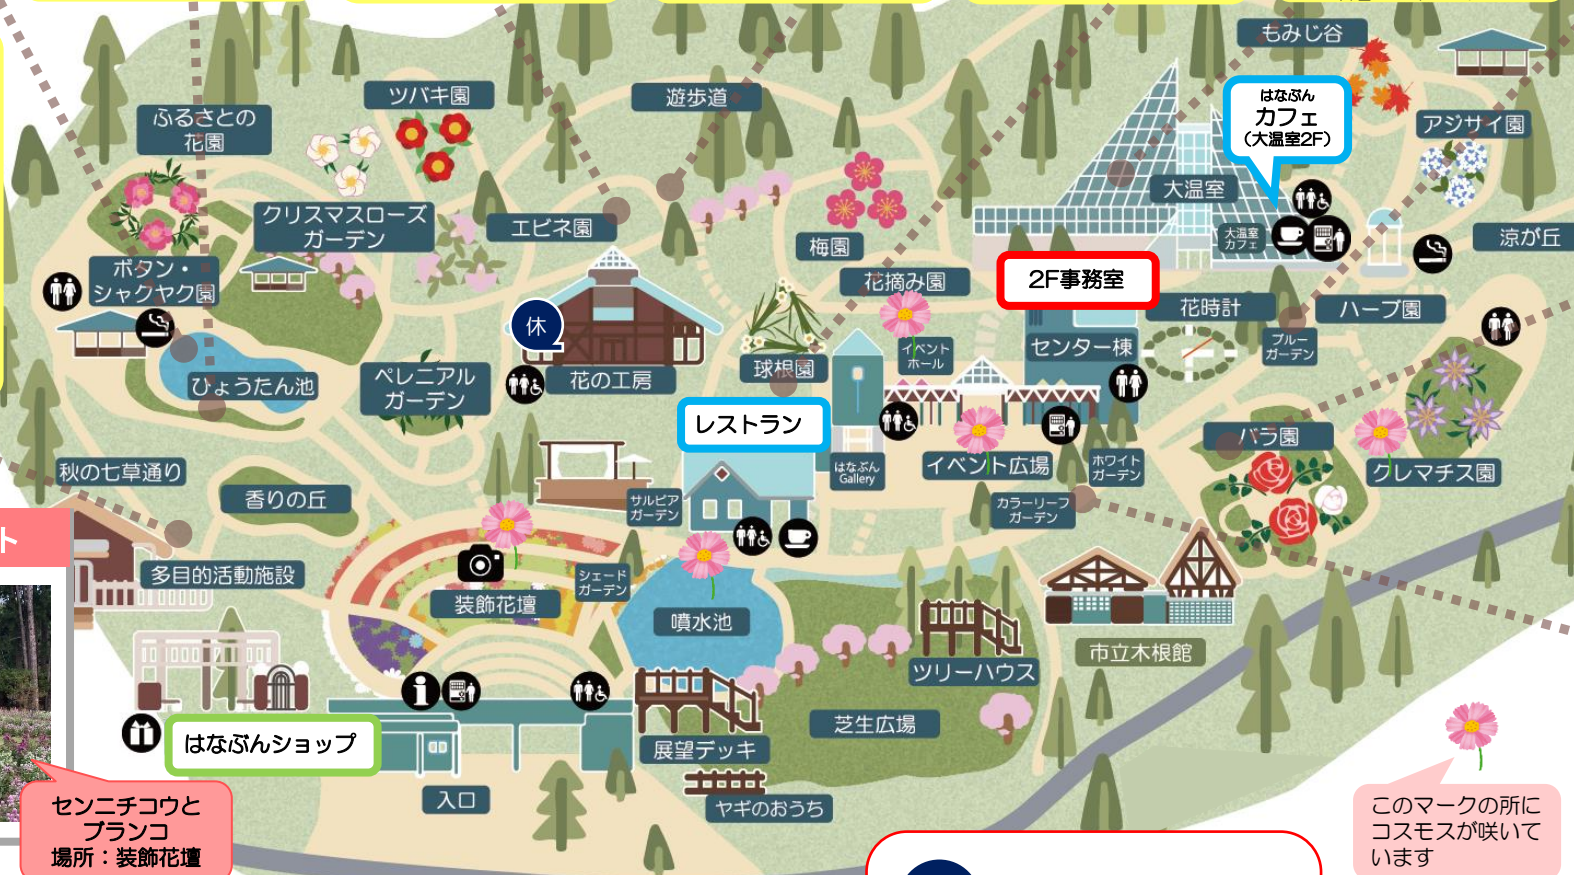 もみじ谷
はなぶん
カフェ
（大温室2F）
ツバキ園
遊歩道
ふるさとの
花園
アジサイ園
大温室
クリスマスローズ
ガーデン
エビネ園
梅園
大温室
カフェ
涼が丘
ボタン・
シャクヤク園
花摘み園
2F事務室
花時計
ハーブ園
休
イベント
ホール
センター棟
ブルー
ガーデン
ひょうたん池
ペレニアル
ガーデン
花の工房
球根園
レストラン
バラ園
秋の七草通り
香りの丘
はなぶん
Gallery
イベント広場
ホワイト
ガーデン
クレマチス園
サルビア
ガーデン
カラーリーフ
ガーデン
ト
多目的活動施設
装飾花壇
シェード
ガーデン
噴水池
ツリーハウス
市立木根館
はなぶんショップ
展望デッキ
芝生広場
入口
ヤギのおうち
センニチコウと
ブランコ
場所：装飾花壇
このマークの所に
コスモスが咲いて
います